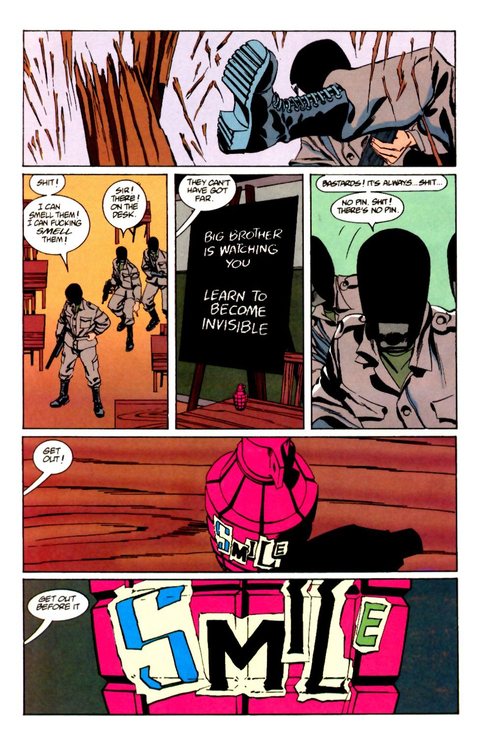 SHIT!
I CAN
SMELL THEM!
I CAN FUCKING
SMELL
THEM!
SIR!
THERE!
ON THE
DESK.
THEY CAN'T
HAVE GOT
FAR.
BIG BROTHER
IS WATCHING
YOU
LEARN TO
BECOME
INVISIBLE
BASTARDS! IT'S ALWAYS...SHIT...
NO PIN. SHIT!
THERE'S NO PIN.
GET
OUT!
SMILE
GET OUT
BEFORE IT
SMILE